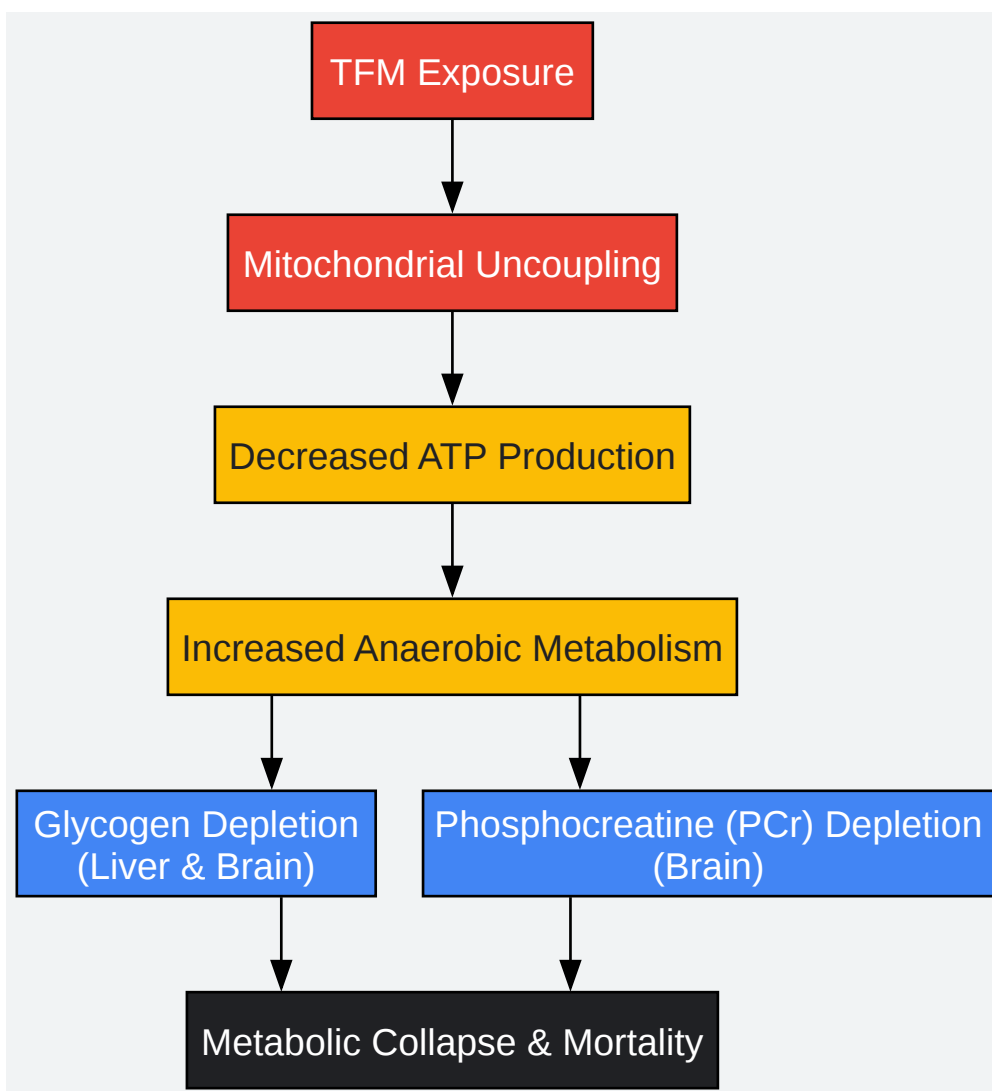 TFM Exposure
Mitochondrial Uncoupling
Decreased ATP Production
Increased Anaerobic Metabolism
Glycogen Depletion
(Liver & Brain)
Phosphocreatine (PCr) Depletion
(Brain)
Metabolic Collapse & Mortality